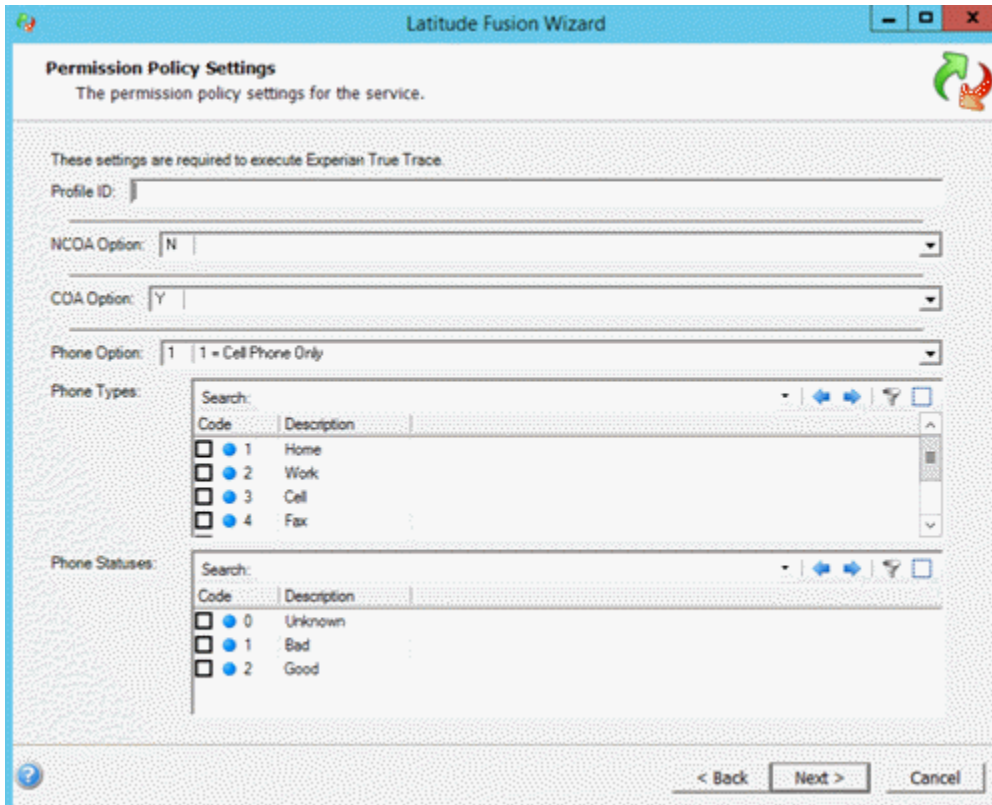 Latitude Fusion Wizard
Permission Policy Settings
The permission policy settings for the service.
These settings are required to execute Experian True Trace.
Profile ID:
NCOA Option: N
COA Option: Y
Phone Option: 1 1 = Cell Phone Only
Phone Types:
Search:
Code Description
1 Home
2 Work
3 Cell
4 Fax
Phone Statuses:
Search:
Code Description
0 Unknown
1 Bad
2 Good
? < Back Next > Cancel